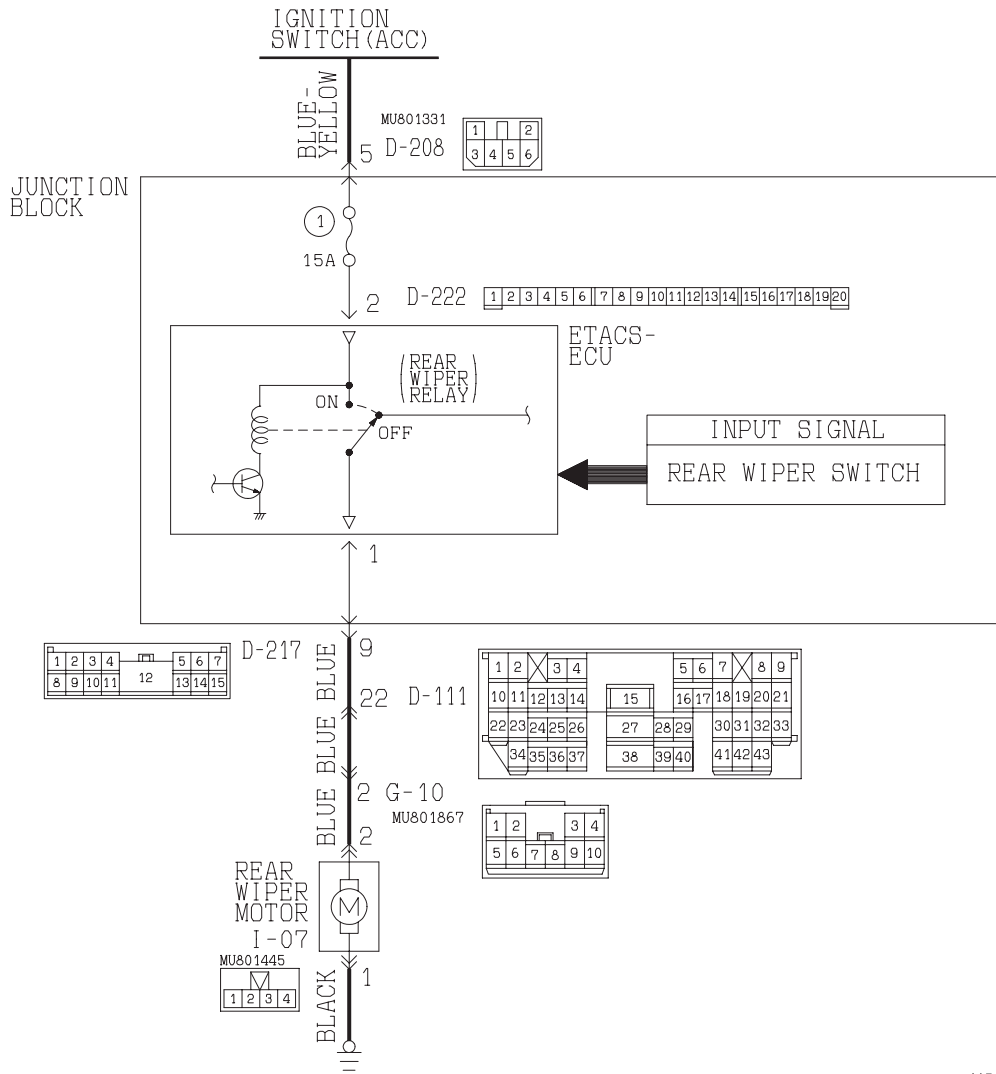 IGNITION
SWITCH(ACC)
BLUE-
YELLOW
MU801331
5 D-208
1 2
3 4 5 6
JUNCTION
BLOCK
1
15A
2 D-222
1 2 3 4 5 6 7 8 9 10 11 12 13 14 15 16 17 18 19 20
ETACS-
ECU
(REAR
WIPER
RELAY)
ON
OFF
INPUT SIGNAL
REAR WIPER SWITCH
1
D-217
1 2 3 4 5 6 7
8 9 10 11 12 13 14 15
BLUE
9
22 D-111
1 2 3 4 5 6 7 8 9
10 11 12 13 14 15 16 17 18 19 20 21
22 23 24 25 26 27 28 29 30 31 32 33
34 35 36 37 38 39 40 41 42 43
BLUE
2 G-10
MU801867
BLUE
2
1 2 3 4
5 6 7 8 9 10
REAR
WIPER
MOTOR
I-07
M
MU801445
1 2 3 4
1
BLACK